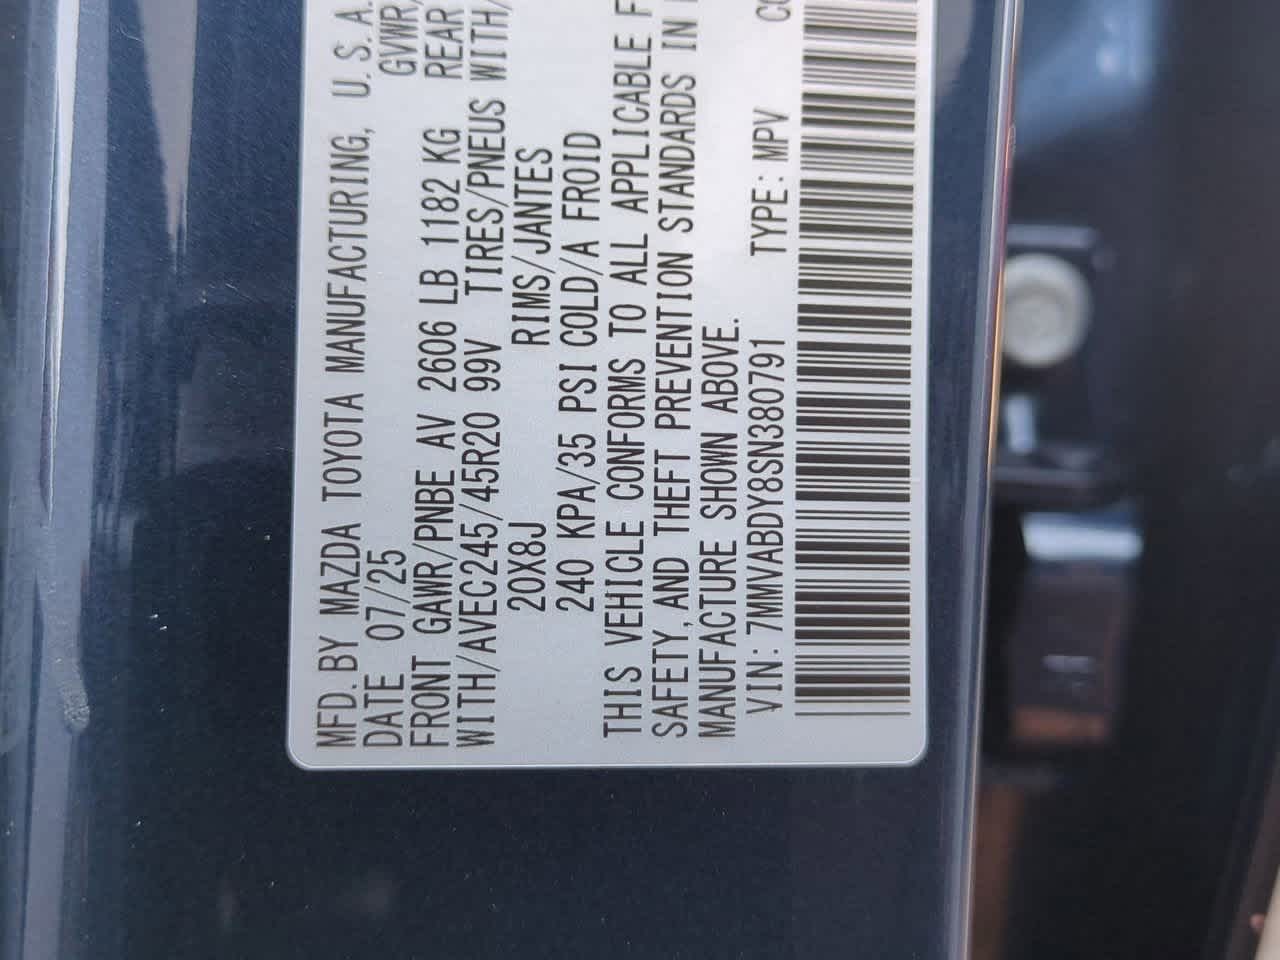 MFD. BY MAZDA TOYOTA MANUFACTURING, U.S.A.
DATE 07/25 GVWR/
FRONT GAWR/PNBE AV 2606 LB 1182 KG REAR
WITH/AVEC245/45R20 99V TIRES/PNEUS WITH/
20X8J RIMS/JANTES
240 KPA/35 PSI COLD/A FROID
THIS VEHICLE CONFORMS TO ALL APPLICABLE F
SAFETY, AND THEFT PREVENTION STANDARDS IN
MANUFACTURE SHOWN ABOVE.
VIN: 7MMVABDY8SN380791 TYPE: MPV